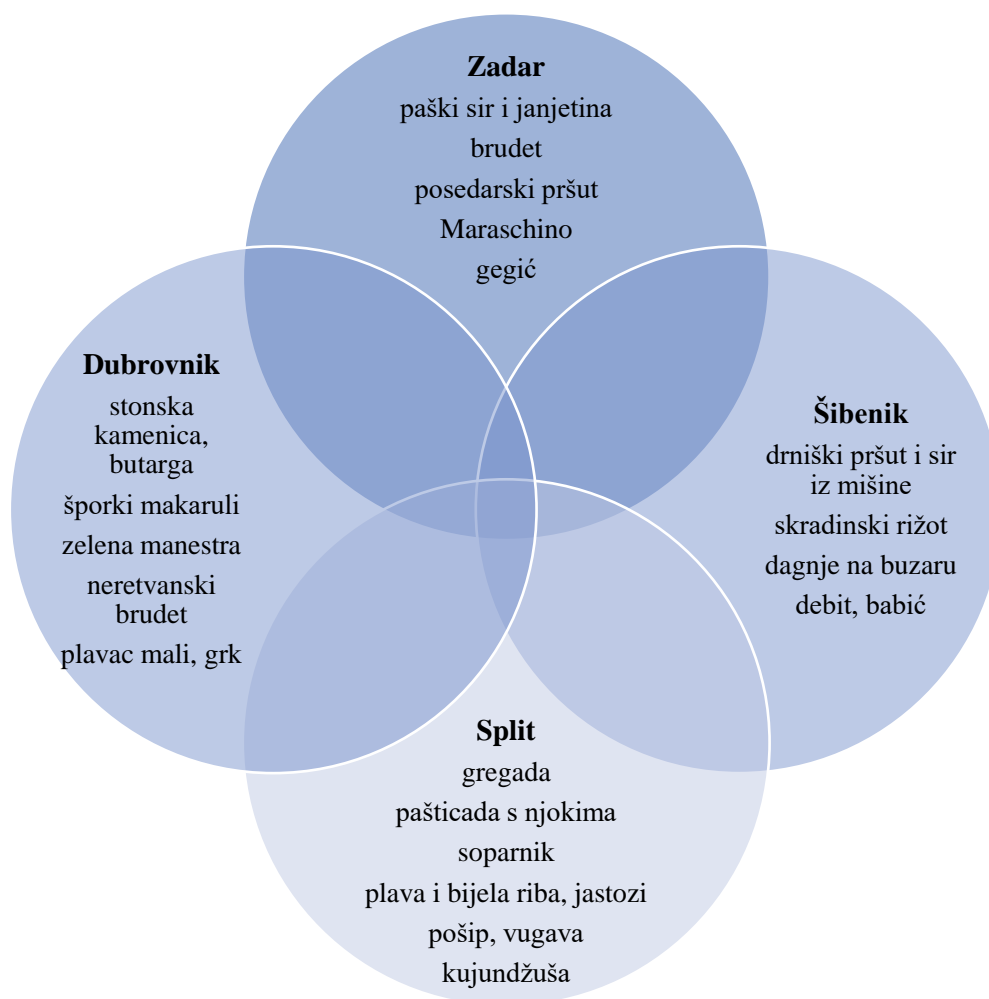 Zadar
paški sir i janjetina
brudet
posedarski pršut
Maraschino
gegić
Dubrovnik
stonska
kamenica,
butarga
šporki makaruli
zelena manestra
neretvanski
brudet
plavac mali, grk
Šibenik
drniški pršut i sir
iz mišine
skradinski rižot
dagnje na buzaru
debit, babić
Split
gregada
pašticada s njokima
soparnik
plava i bijela riba, jastozi
pošip, vugava
kujundžuša